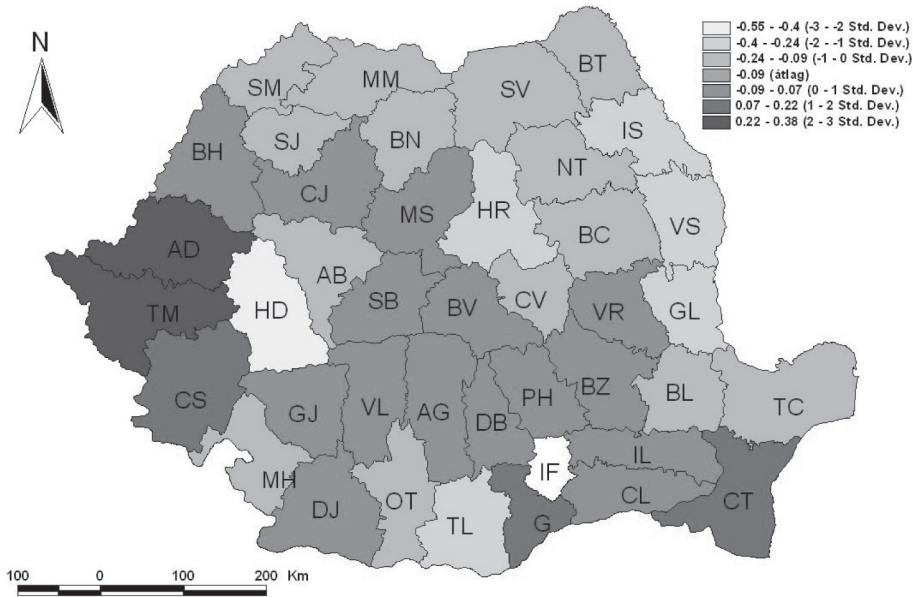 N
-0.55 - -0.4 (-3 - -2 Std. Dev.)
-0.4 - -0.24 (-2 - -1 Std. Dev.)
-0.24 - -0.09 (-1 - 0 Std. Dev.)
-0.09 (átlag)
-0.09 - 0.07 (0 - 1 Std. Dev.)
0.07 - 0.22 (1 - 2 Std. Dev.)
0.22 - 0.38 (2 - 3 Std. Dev.)
SM
MM
SV
BT
BH
SJ
BN
NT
IS
CJ
MS
HR
BC
VS
AD
AB
HD
TM
SB
BV
CV
VR
GL
CS
GJ
VL
AG
DB
PH
BZ
BL
TC
MH
DJ
OT
TL
IF
G
IL
CL
CT
100 0 100 200 Km